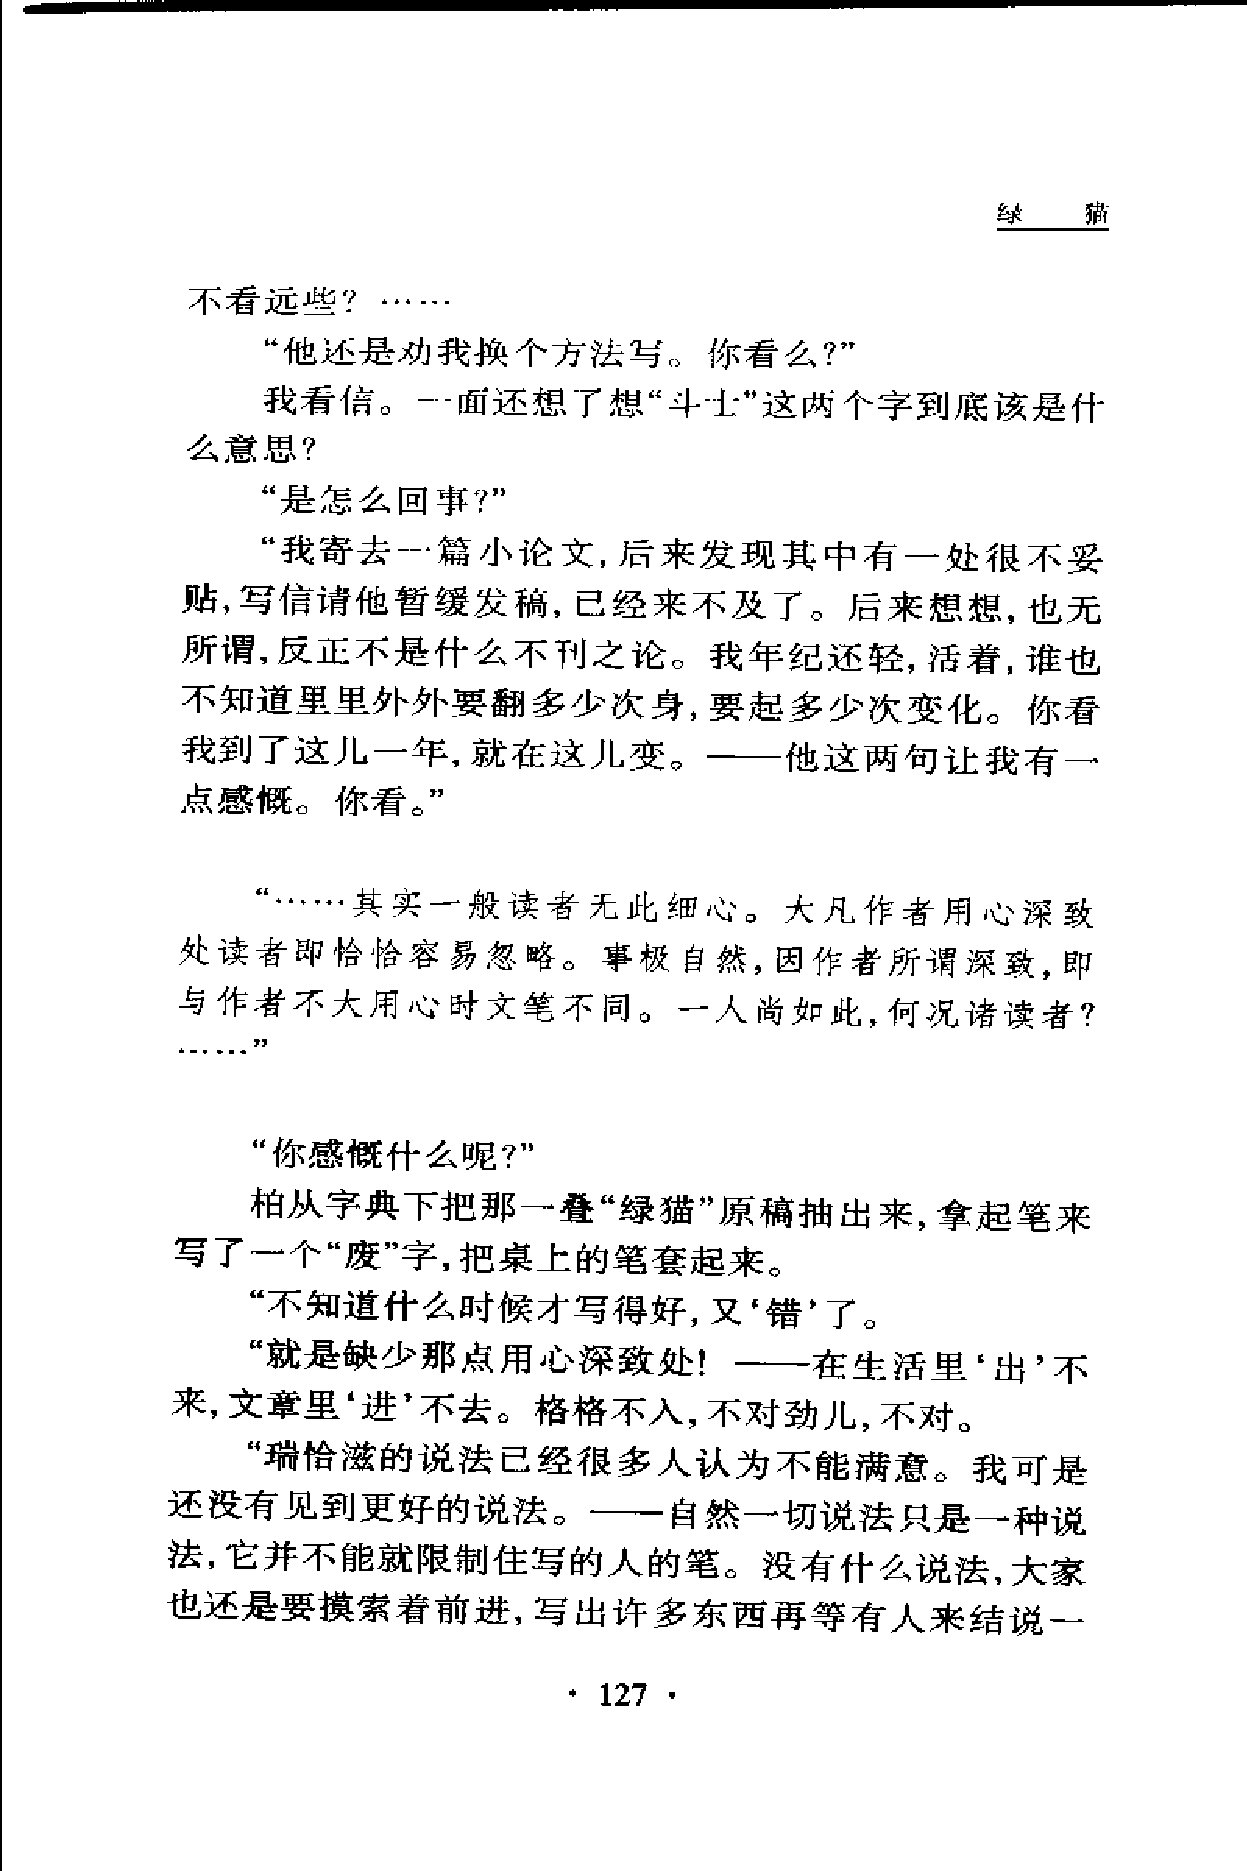 绿　猫
不看远些？……
“他还是劝我换个方法写。你看么？”
我看信。一面还想了想“斗士”这两个字到底该是什
么意思？
“是怎么回事？”
“我寄去一篇小论文，后来发现其中有一处很不妥
贴，写信请他暂缓发稿，已经来不及了。后来想想，也无
所谓，反正不是什么不刊之论。我年纪还轻，活着，谁也
不知道里里外外要翻多少次身，要起多少次变化。你看
我到了这儿一年，就在这儿变。——他这两句让我有一
点感慨。你看。”
“……其实一般读者无此细心。大凡作者用心深致
处读者即恰恰容易忽略。事极自然，因作者所谓深致，即
与作者不大用心时文笔不同。一人尚如此，何况诸读者？
……”
“你感慨什么呢？”
柏从字典下把那一叠“绿猫”原稿抽出来，拿起笔来
写了一个“废”字，把桌上的笔套起来。
“不知道什么时候才写得好，又‘错’了。
“就是缺少那点用心深致处！——在生活里‘出’不
来，文章里‘进’不去。格格不入，不对劲儿，不对。
“瑞恰滋的说法已经很多人认为不能满意。我可是
还没有见到更好的说法。——自然一切说法只是一种说
法，它并不能就限制住写的人的笔。没有什么说法，大家
也还是要摸索着前进，写出许多东西再等有人来结说一
· 127 ·